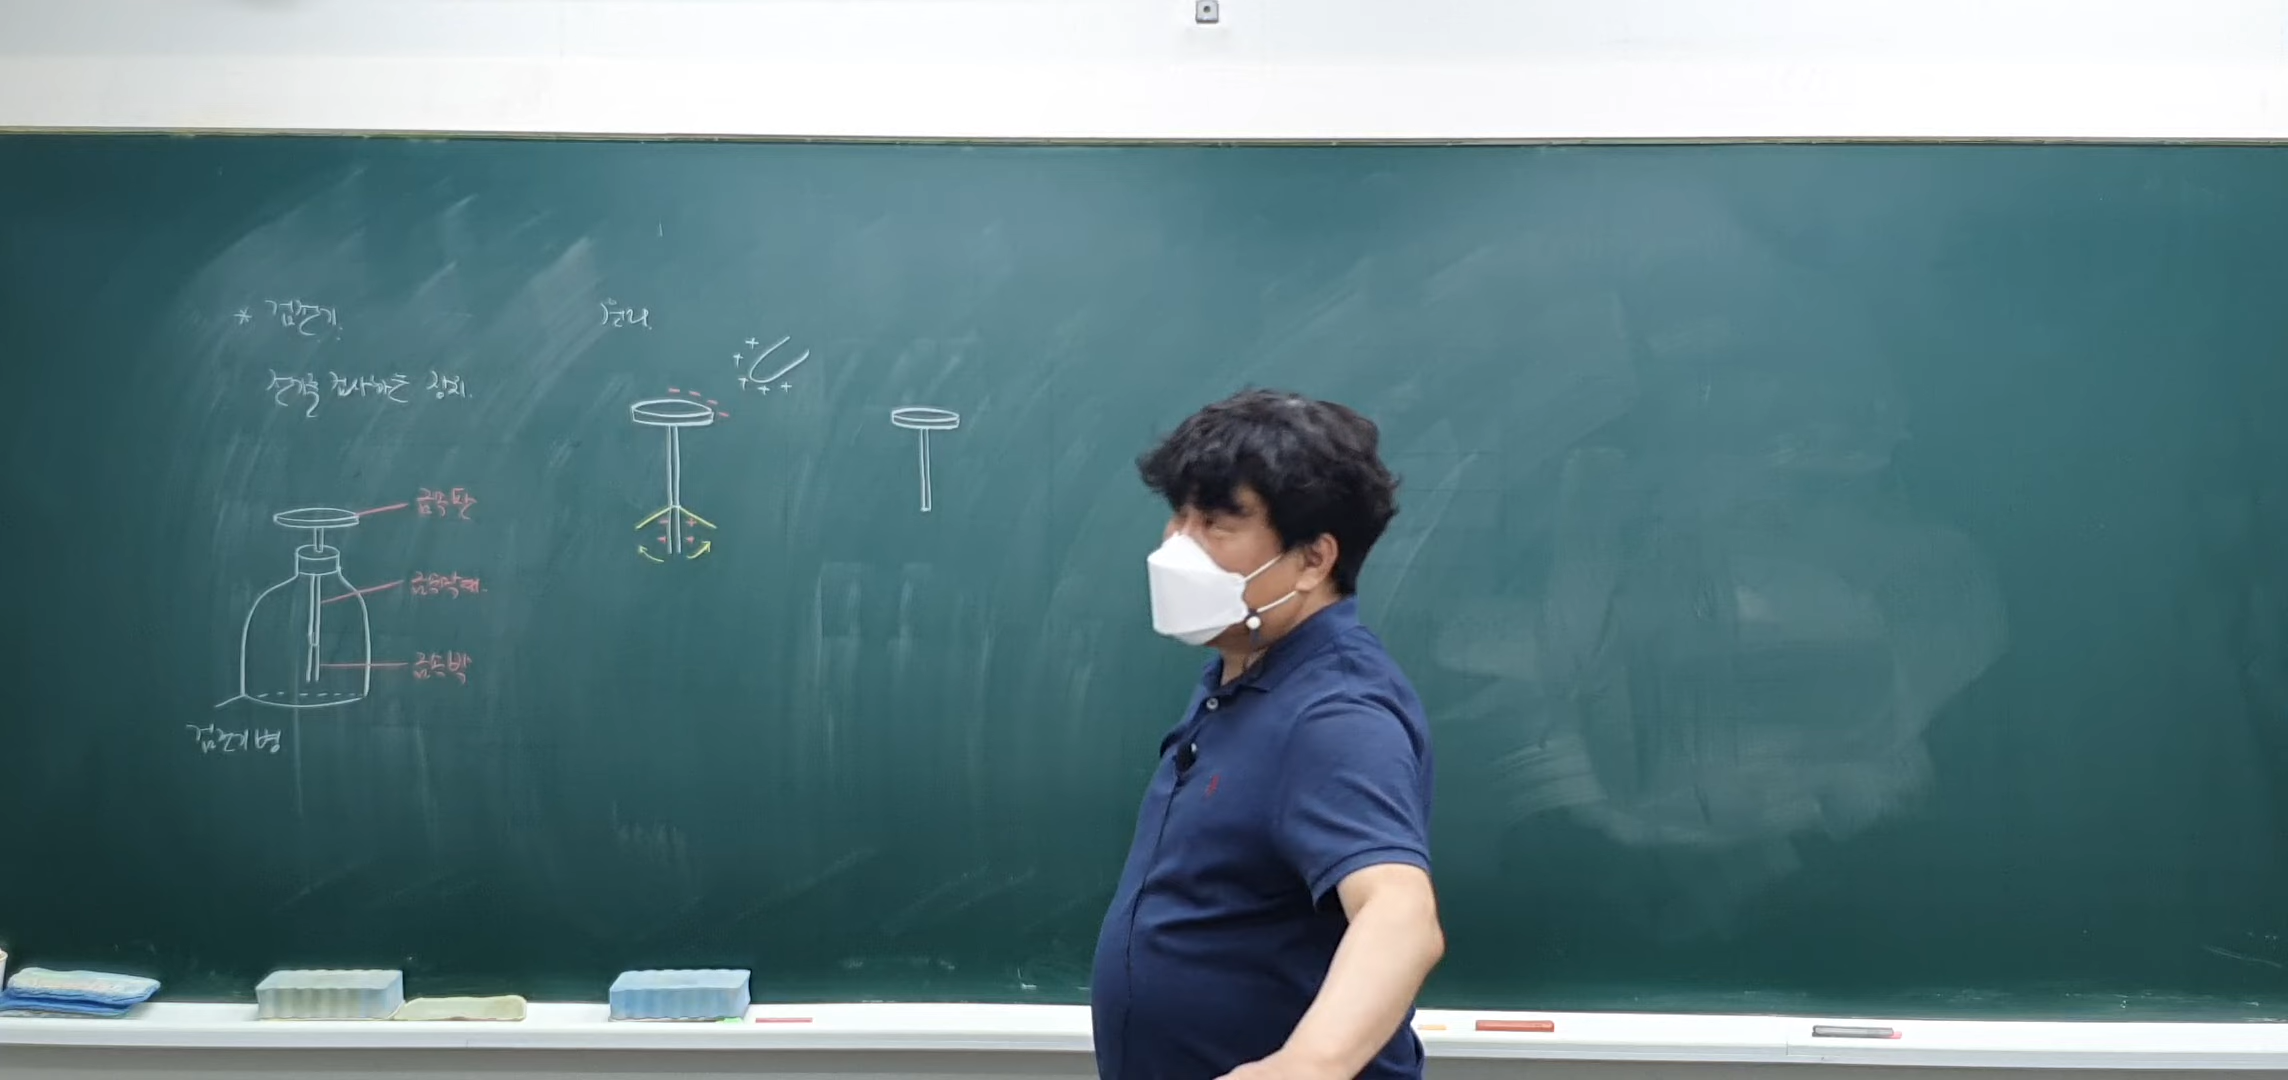 * 검전기.
전기를 검사하는 장치.
금속판
금속막대.
금속박
검전기병
원리.
- - - -
+ + + + +
+ +
+ +